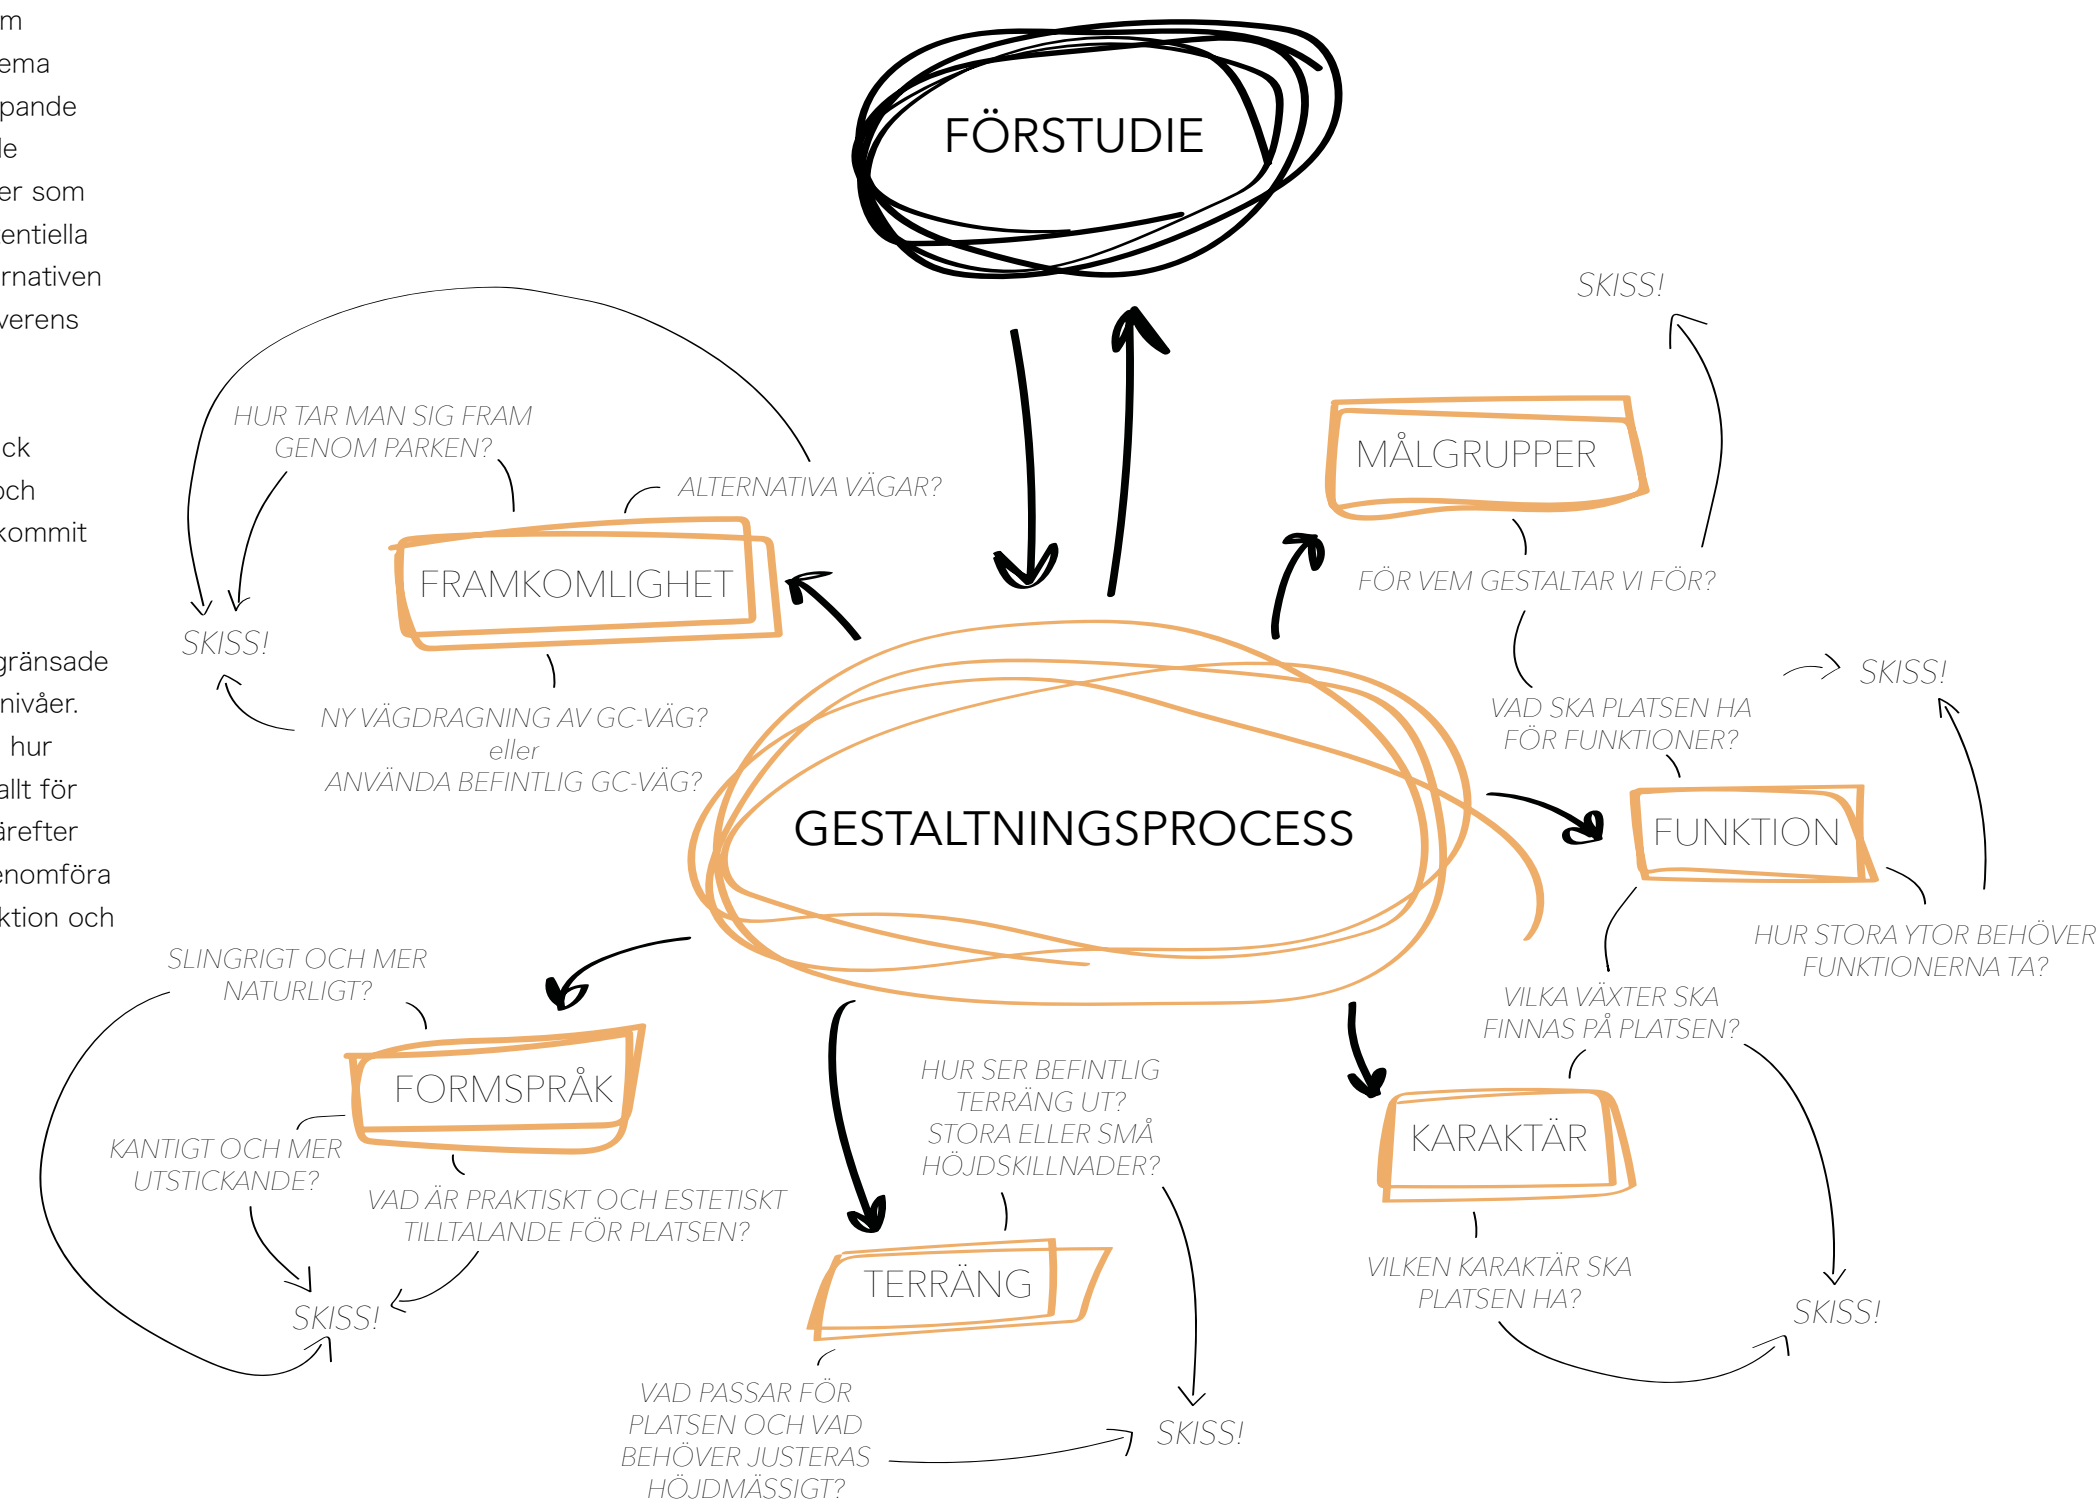 m
ema
pande
le
er som
entiella
rnativen
verens
ck
och
kommit
gränsade
nivåer.
hur
allt för
ärefter
enomföra
ktion och
FÖRSTUDIE
SKISS!
HUR TAR MAN SIG FRAM
GENOM PARKEN?
ALTERNATIVA VÄGAR?
FRAMKOMLIGHET
SKISS!
NY VÄGDRAGNING AV GC-VÄG?
eller
ANVÄNDA BEFINTLIG GC-VÄG?
MÅLGRUPPER
FÖR VEM GESTALTAR VI FÖR?
SKISS!
VAD SKA PLATSEN HA
FÖR FUNKTIONER?
GESTALTNINGSPROCESS
FUNKTION
HUR STORA YTOR BEHÖVER
FUNKTIONERNA TA?
SLINGRIGT OCH MER
NATURLIGT?
FORMSPRÅK
KANTIGT OCH MER
UTSTICKANDE?
VAD ÄR PRAKTISKT OCH ESTETISKT
TILLTALANDE FÖR PLATSEN?
SKISS!
HUR SER BEFINTLIG
TERRÄNG UT?
STORA ELLER SMÅ
HÖJDSKILLNADER?
TERRÄNG
VAD PASSAR FÖR
PLATSEN OCH VAD
BEHÖVER JUSTERAS
HÖJDMÄSSIGT?
SKISS!
VILKA VÄXTER SKA
FINNAS PÅ PLATSEN?
KARAKTÄR
VILKEN KARAKTÄR SKA
PLATSEN HA?
SKISS!